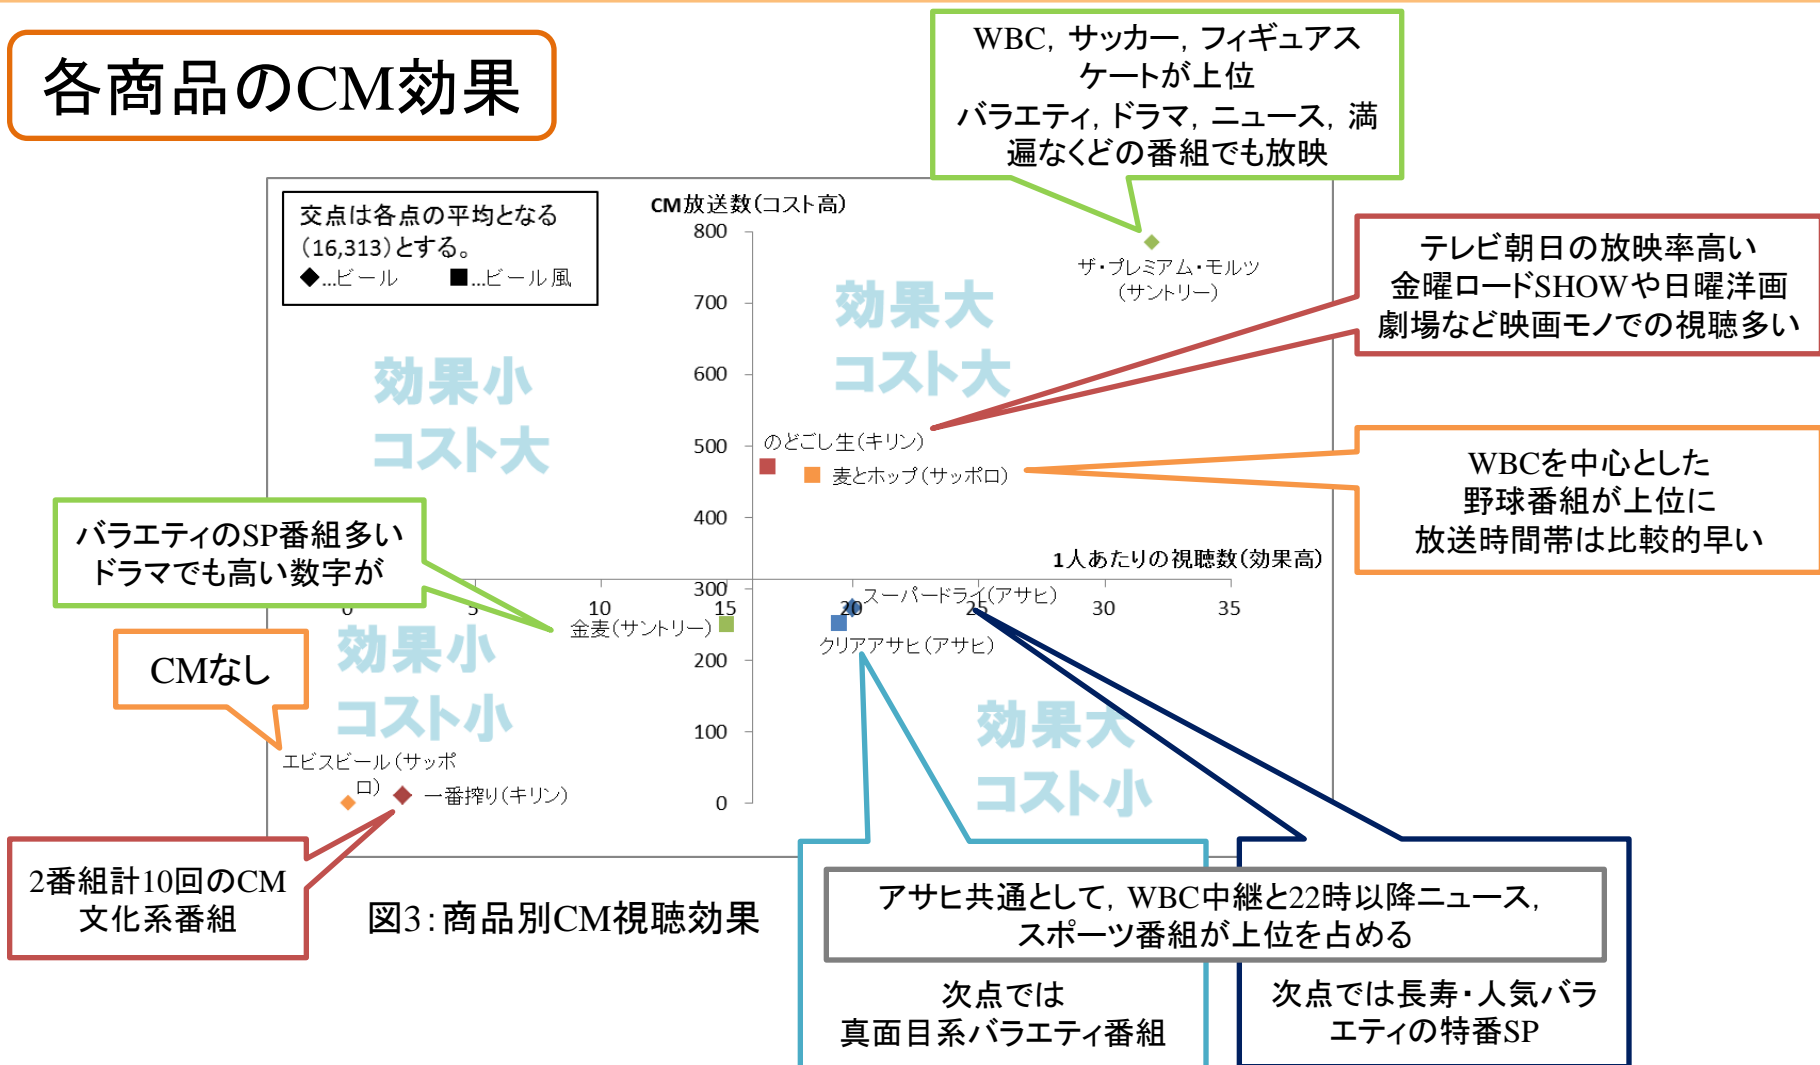 各商品のCM効果
WBC, サッカー, フィギュアス
ケートが上位
バラエティ, ドラマ, ニュース, 満
遍なくどの番組でも放映
交点は各点の平均となる
(16,313)とする。
◆...ビール ■...ビール風
CM放送数(コスト高)
800
700
600
500
400
300
200
100
0
ザ・プレミアム・モルツ
(サントリー)
効果大
コスト大
効果小
コスト大
テレビ朝日の放映率高い
金曜ロードSHOWや日曜洋画
劇場など映画モノでの視聴多い
のどごし生(キリン)
麦とホップ(サッポロ)
WBCを中心とした
野球番組が上位に
放送時間帯は比較的早い
バラエティのSP番組多い
ドラマでも高い数字が
1人あたりの視聴数(効果高)
0 5 10 15 20 25 30 35
スーパードライ(アサヒ)
金麦(サントリー)
クリアアサヒ(アサヒ)
効果小
コスト小
CMなし
効果大
コスト小
エビスビール(サッポ
ロ)
一番搾り(キリン)
2番組計10回のCM
文化系番組
図3:商品別CM視聴効果
アサヒ共通として, WBC中継と22時以降ニュース,
スポーツ番組が上位を占める
次点では
真面目系バラエティ番組
次点では長寿・人気バラ
エティの特番SP